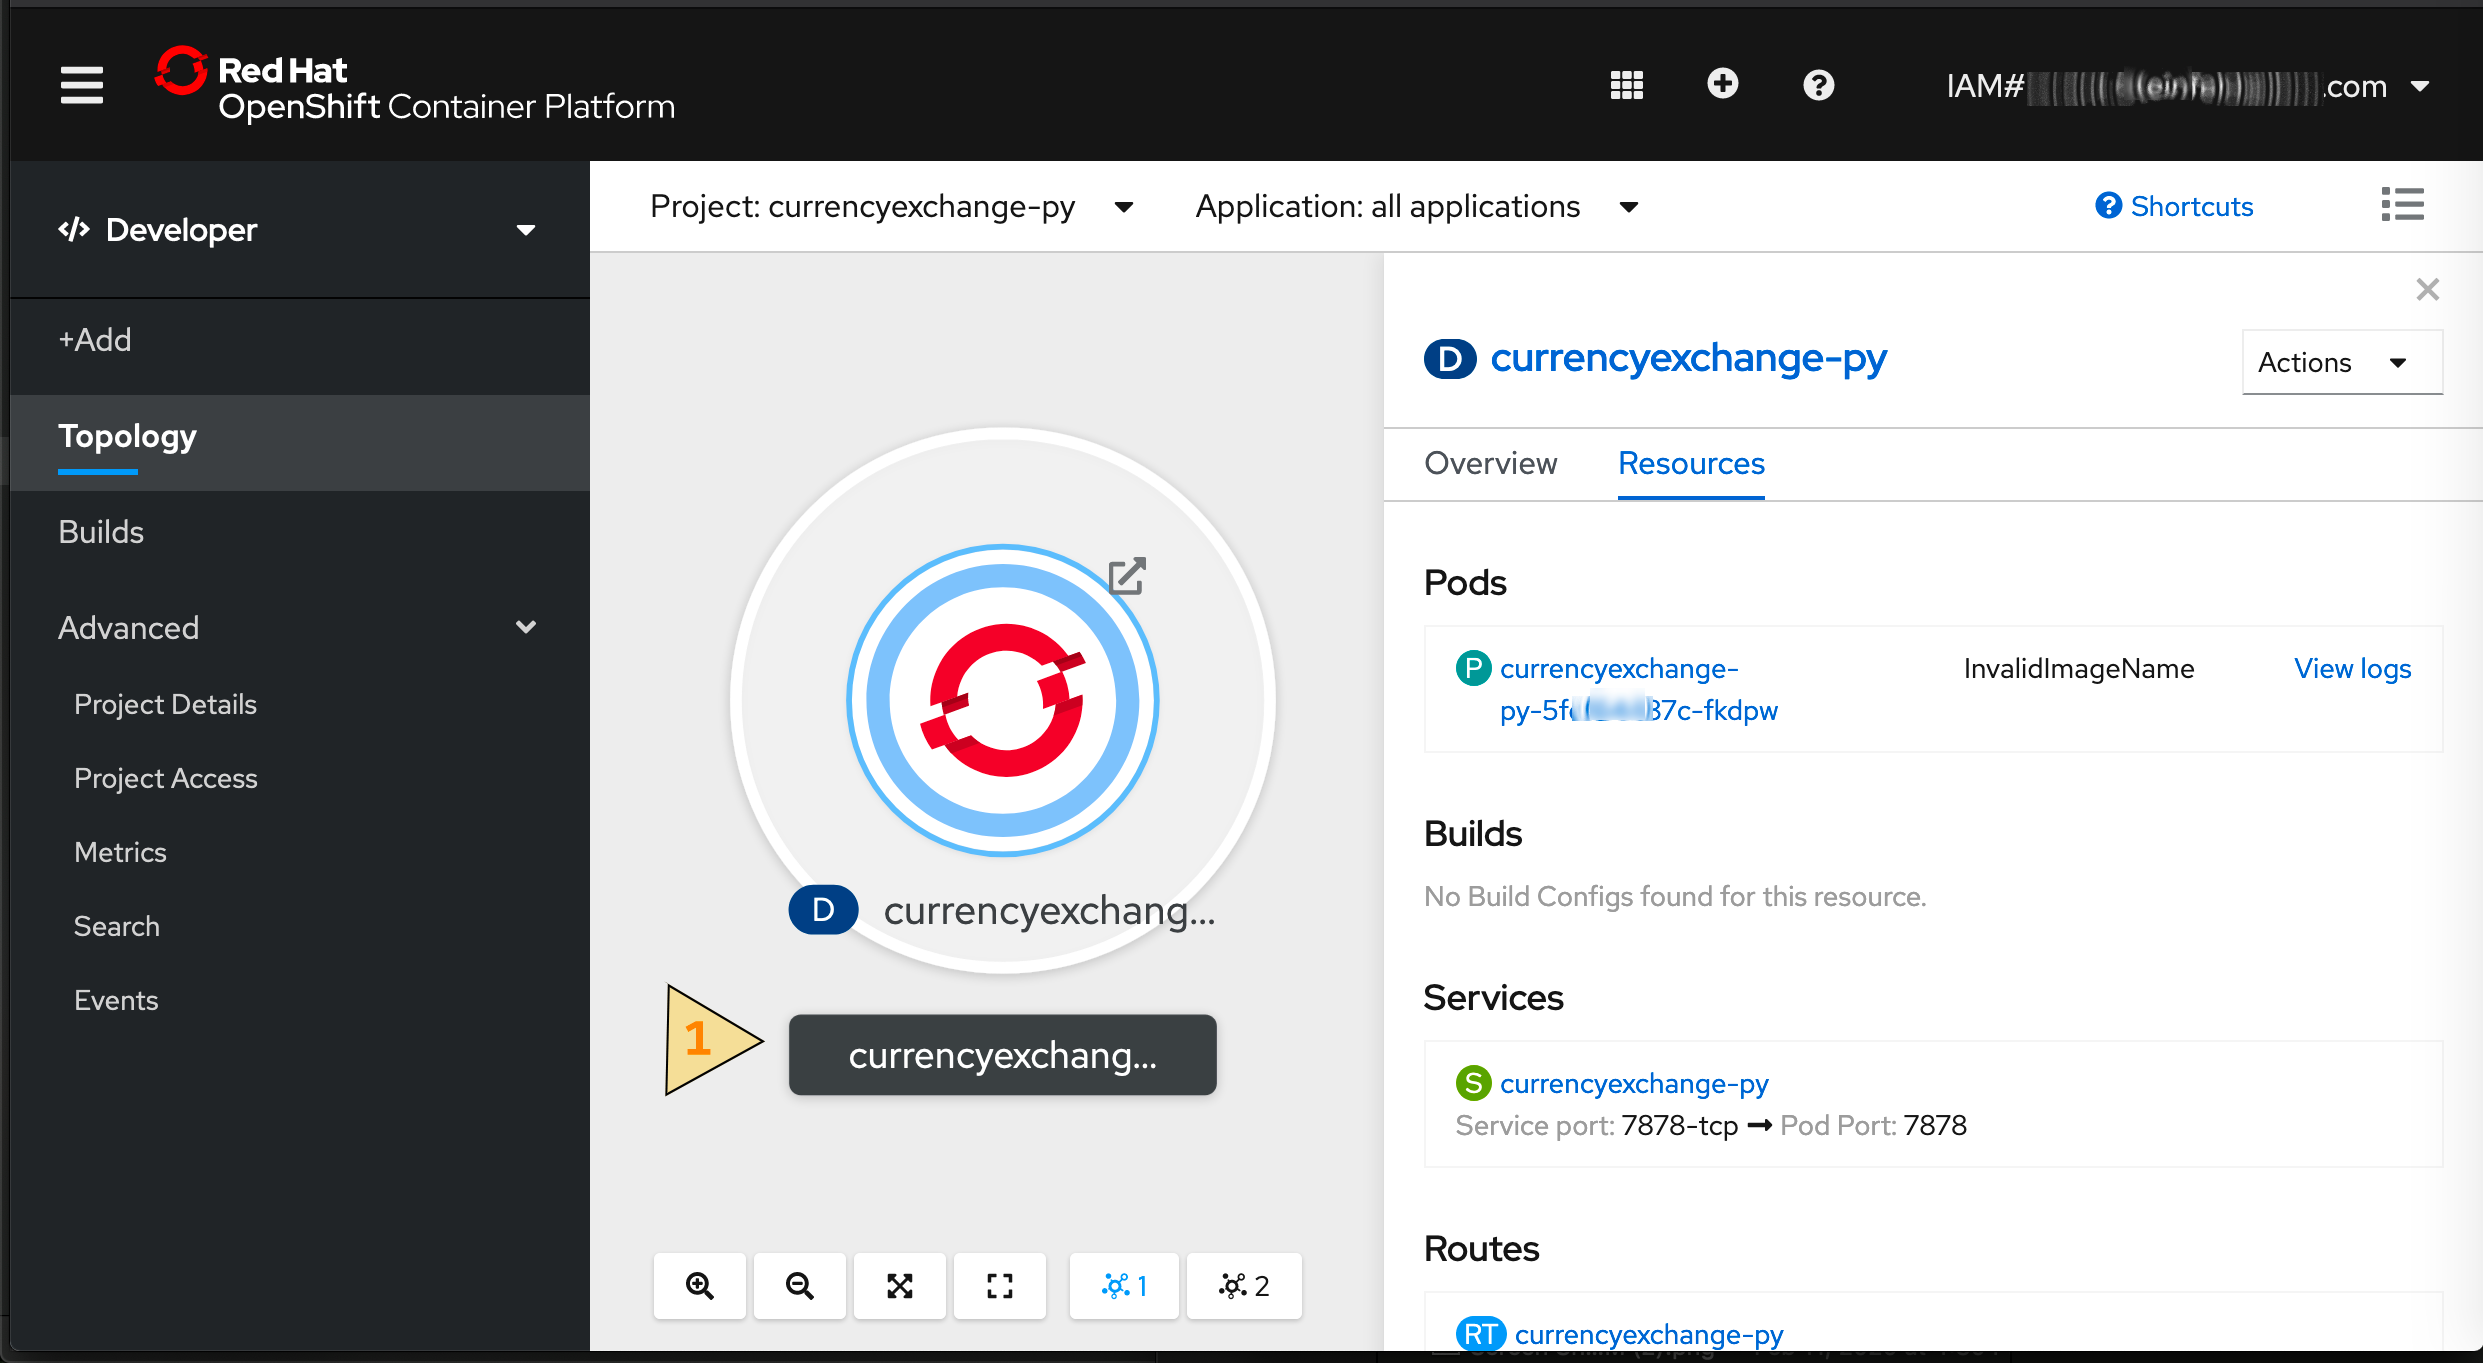 Red Hat
OpenShift Container Platform
IAM# .com
Developer
Project: currencyexchange-py
Application: all applications
Shortcuts
+Add
Topology
Builds
Advanced
Project Details
Project Access
Metrics
Search
Events
D currencyexchang...
1
currencyexchang...
1
2
D currencyexchange-py
Actions
Overview
Resources
Pods
P currencyexchange-
py-5f 37c-fkdpw
InvalidImageName
View logs
Builds
No Build Configs found for this resource.
Services
S currencyexchange-py
Service port: 7878-tcp → Pod Port: 7878
Routes
RT currencyexchange-py